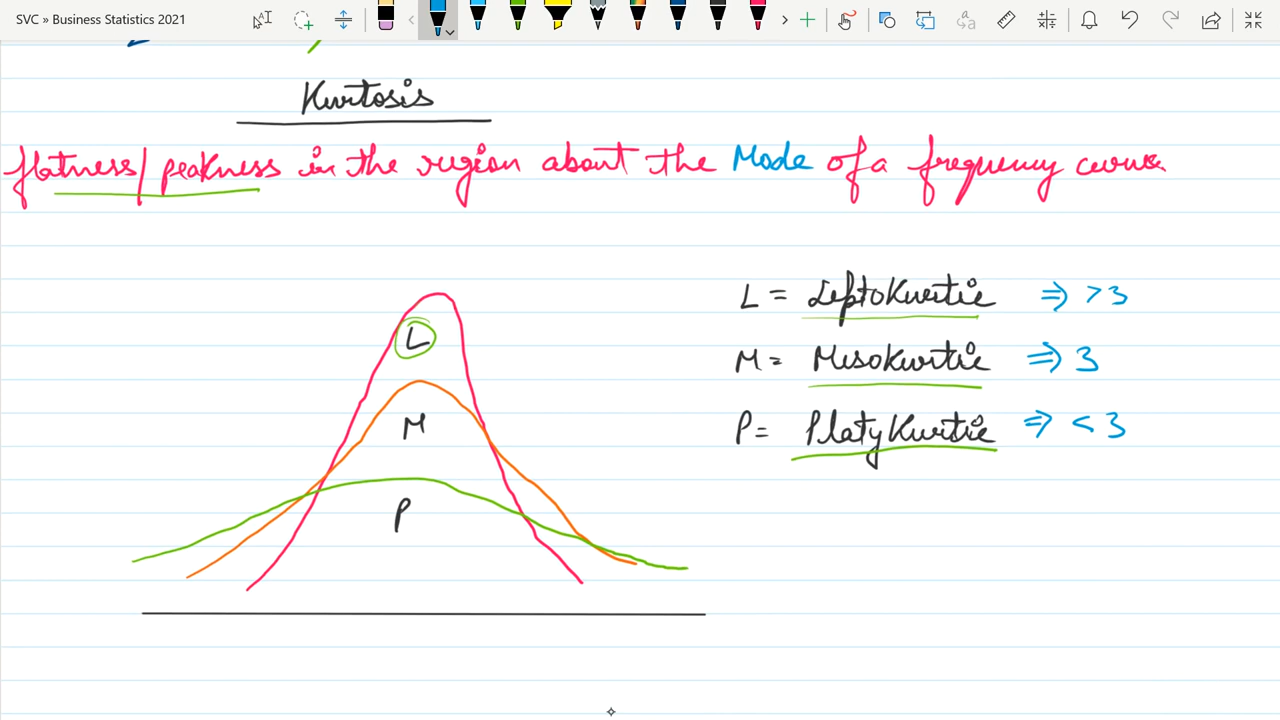 SVC » Business Statistics 2021
Kurtosis
flatness/peakness in the region about the Mode of a frequency curve
L = Leptokurtic ⇒ >3
M = Mesokurtic ⇒ 3
P = Platykurtic ⇒ <3
L
M
P